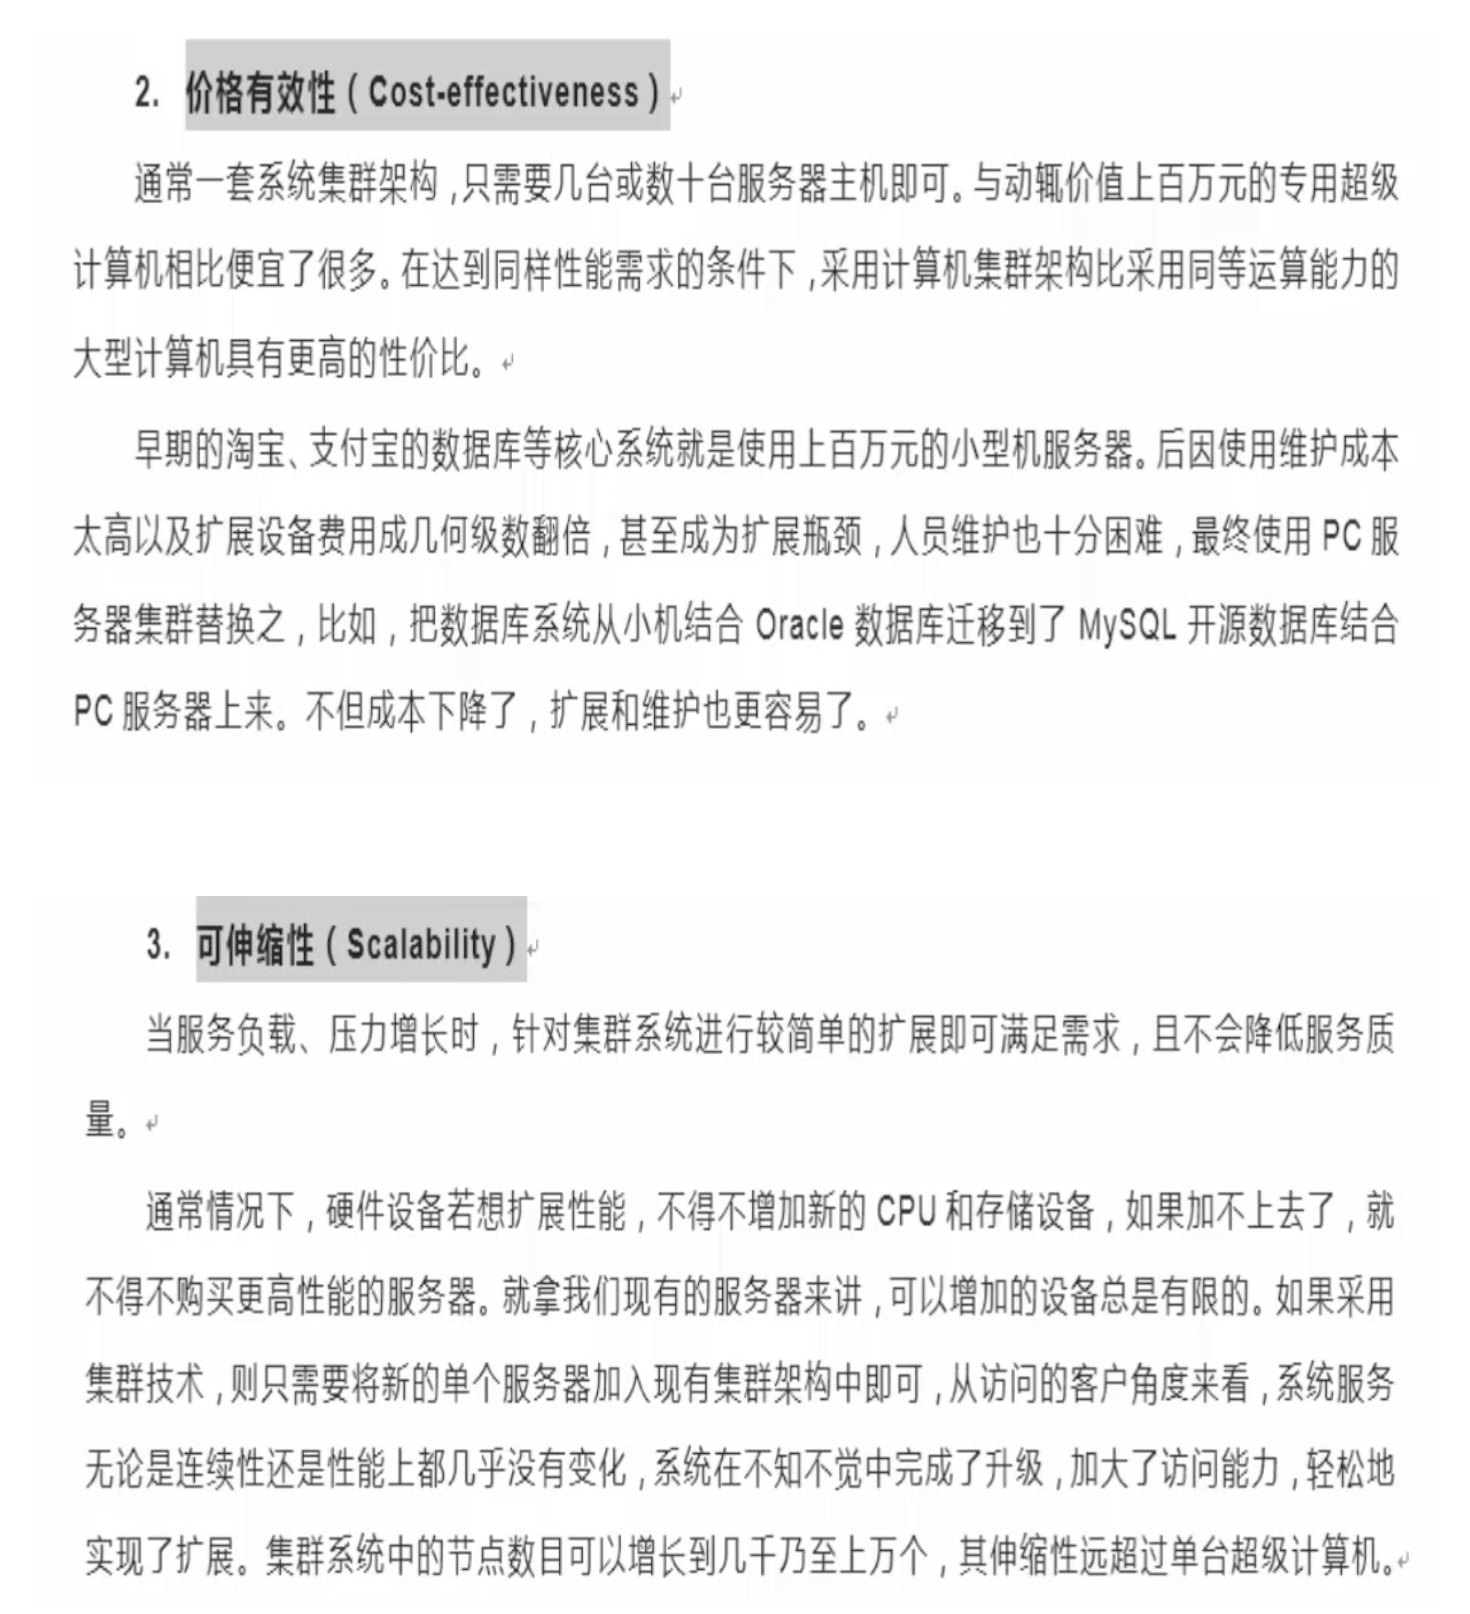 2. 价格有效性（Cost-effectiveness）
通常一套系统集群架构，只需要几台或数十台服务器主机即可。与动辄价值上百万元的专用超级
计算机相比便宜了很多。在达到同样性能需求的条件下，采用计算机集群架构比采用同等运算能力的
大型计算机具有更高的性价比。
早期的淘宝、支付宝的数据库等核心系统就是使用上百万元的小型机服务器。后因使用维护成本
太高以及扩展设备费用成几何级数翻倍，甚至成为扩展瓶颈，人员维护也十分困难，最终使用 PC 服
务器集群替换之，比如，把数据库系统从小机结合 Oracle 数据库迁移到了 MySQL 开源数据库结合
PC 服务器上来。不但成本下降了，扩展和维护也更容易了。
3. 可伸缩性（Scalability）
当服务负载、压力增长时，针对集群系统进行较简单的扩展即可满足需求，且不会降低服务质
量。
通常情况下，硬件设备若想扩展性能，不得不增加新的 CPU 和存储设备，如果加不上去了，就
不得不购买更高性能的服务器。就拿我们现有的服务器来讲，可以增加的设备总是有限的。如果采用
集群技术，则只需要将新的单个服务器加入现有集群架构中即可，从访问的客户角度来看，系统服务
无论是连续性还是性能上都几乎没有变化，系统在不知不觉中完成了升级，加大了访问能力，轻松地
实现了扩展。集群系统中的节点数目可以增长到几千乃至上万个，其伸缩性远超过单台超级计算机。